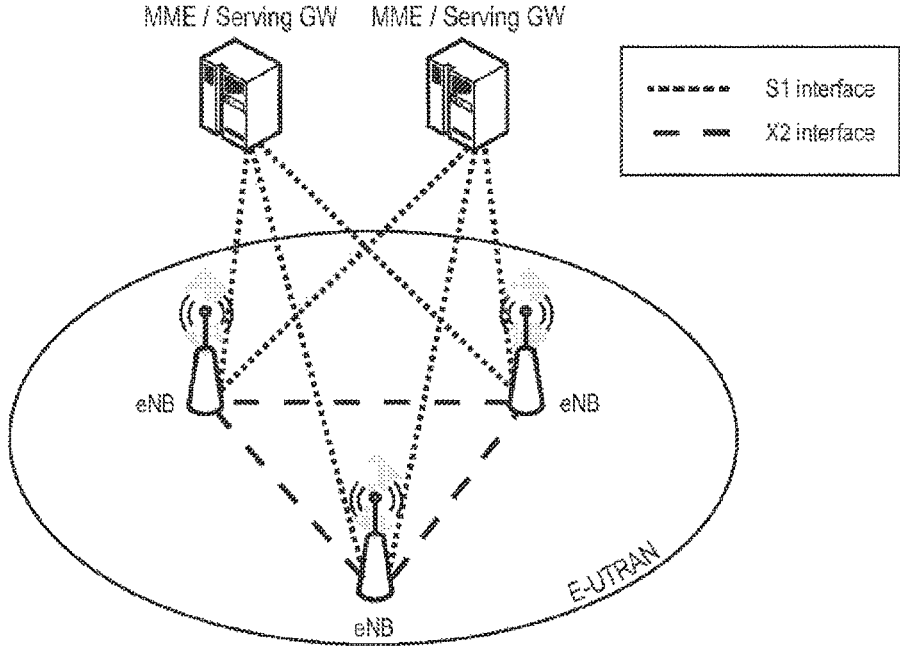 MME / Serving GW
MME / Serving GW
S1 interface
X2 interface
eNB
eNB
eNB
E-UTRAN